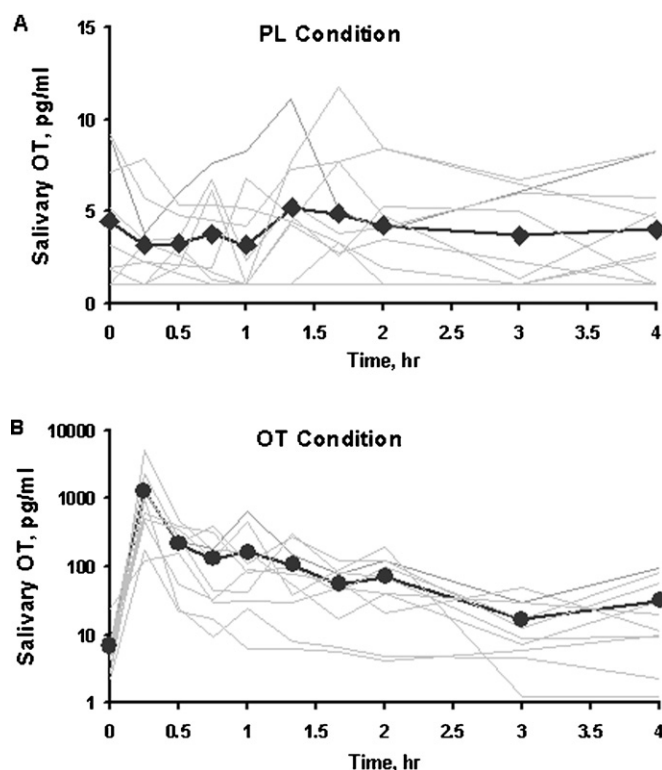 A
PL Condition
15
10
5
0
Salivary OT, pg/ml
0 0.5 1 1.5 2 2.5 3 3.5 4
Time, hr
B
OT Condition
10000
1000
100
10
1
Salivary OT, pg/ml
0 0.5 1 1.5 2 2.5 3 3.5 4
Time, hr